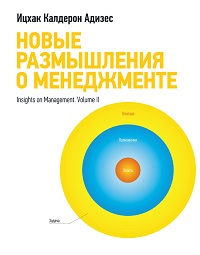 Ицхак Калдерон Адизес
НОВЫЕ
РАЗМЫШЛЕНИЯ
О МЕНЕДЖМЕНТЕ
Insights on Management. Volume II